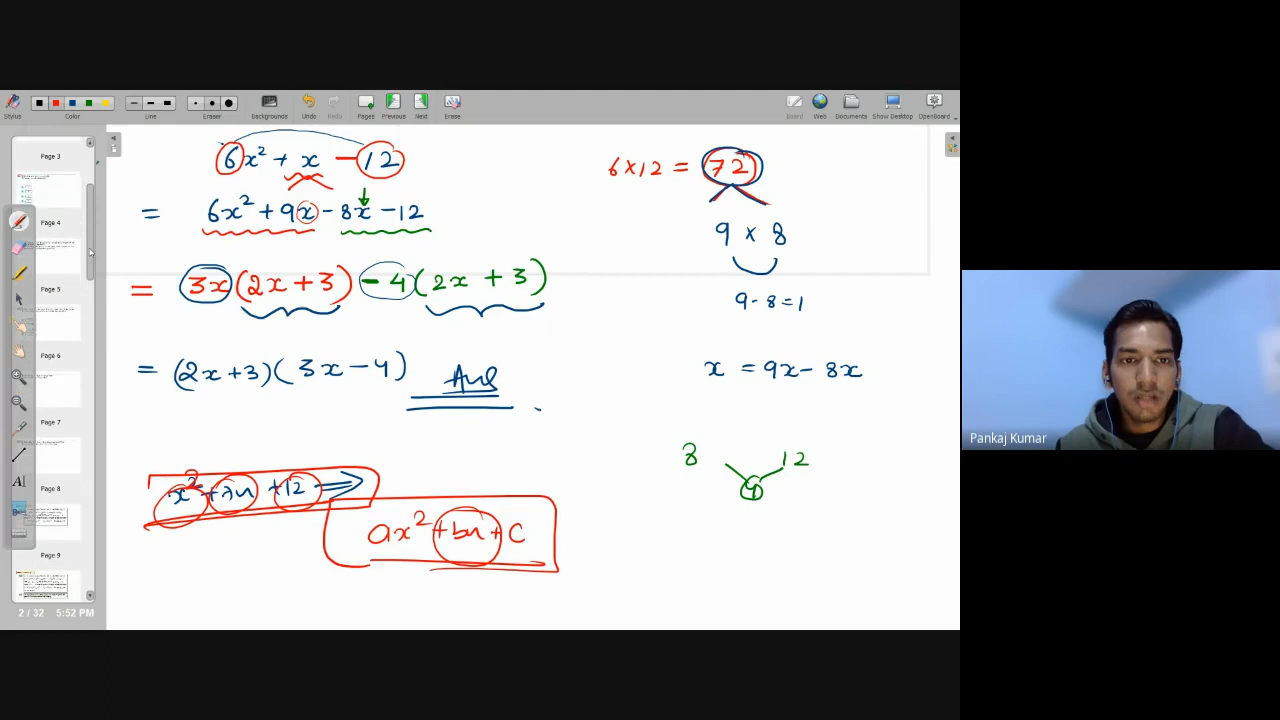 Stylus
Color
Line
Eraser
Backgrounds
Undo
Redo
Pages
Previous
Next
Erase
Board
Web
Documents
Show Desktop
OpenBoard
Page 3
Page 4
Page 5
Page 6
Page 7
Page 8
Page 9
2 / 32
5:52 PM
6x² + x - 12
= 6x² + 9x - 8x - 12
= 3x(2x + 3) - 4(2x + 3)
= (2x+3)(3x-4) Ans
+12 ⇒
ax² + bx + c
6 x 12 = 72
9 x 8
9 - 8 = 1
x = 9x - 8x
8 12
4
Pankaj Kumar